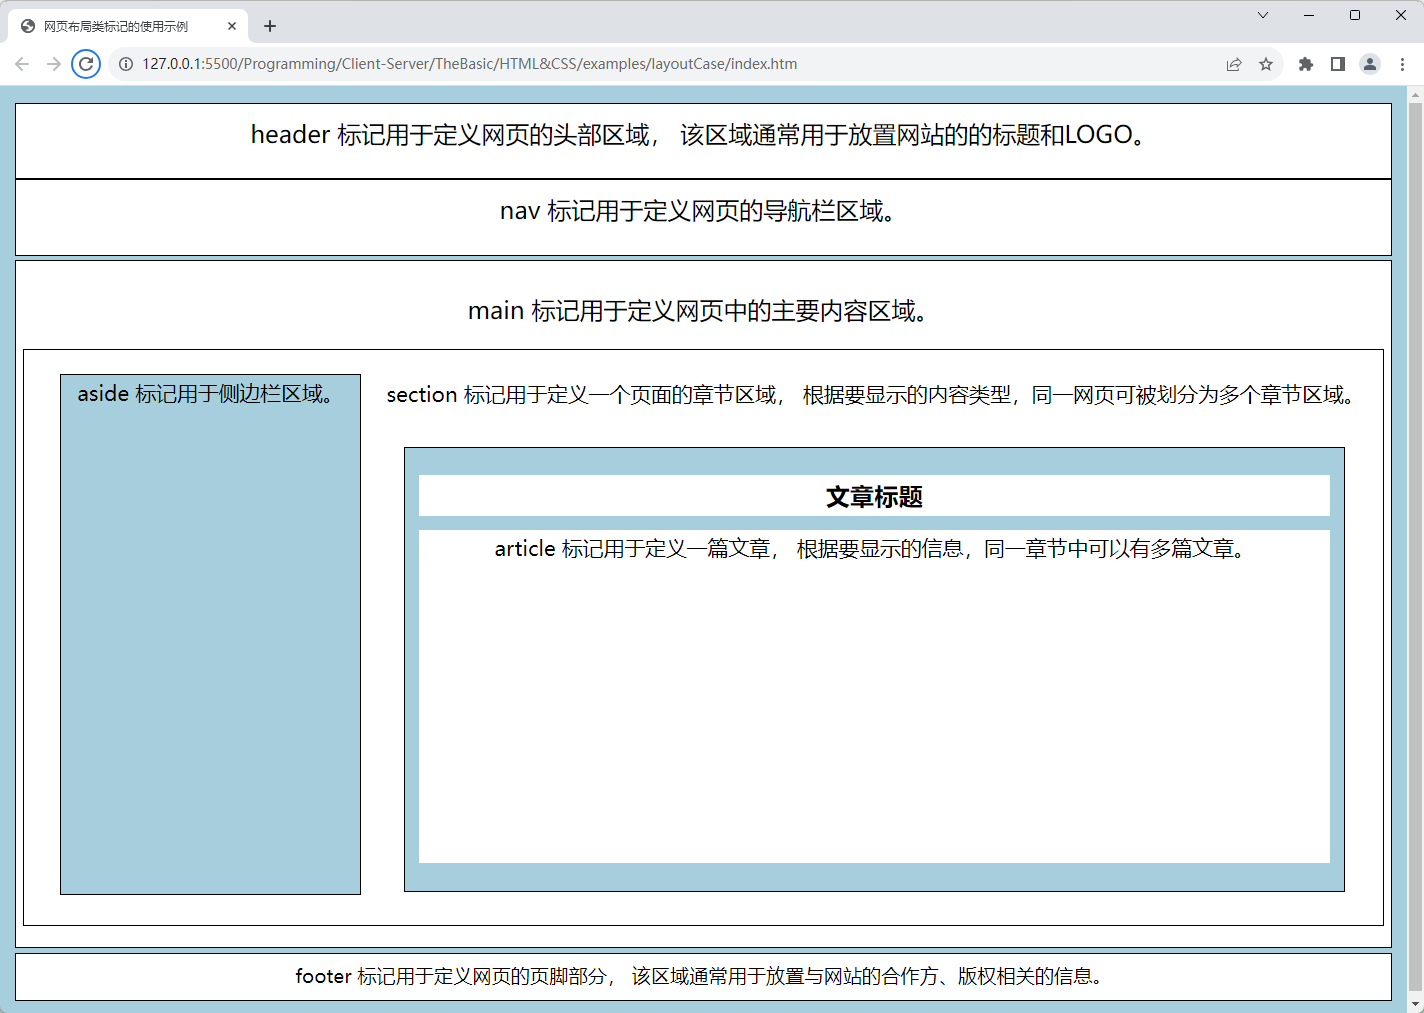 网页布局类标记的使用示例
127.0.0.1:5500/Programming/Client-Server/TheBasic/HTML&CSS/examples/layoutCase/index.htm
header 标记用于定义网页的头部区域， 该区域通常用于放置网站的的标题和LOGO。
nav 标记用于定义网页的导航栏区域。
main 标记用于定义网页中的主要内容区域。
aside 标记用于侧边栏区域。
section 标记用于定义一个页面的章节区域， 根据要显示的内容类型，同一网页可被划分为多个章节区域。
文章标题
article 标记用于定义一篇文章， 根据要显示的信息，同一章节中可以有多篇文章。
footer 标记用于定义网页的页脚部分， 该区域通常用于放置与网站的合作方、版权相关的信息。